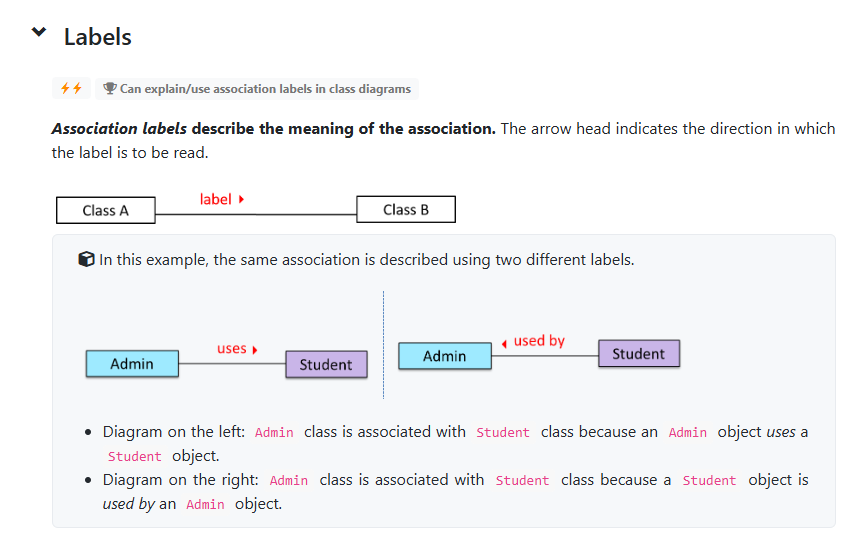 Labels
Can explain/use association labels in class diagrams
Association labels describe the meaning of the association. The arrow head indicates the direction in which
the label is to be read.
label
Class A
Class B
In this example, the same association is described using two different labels.
uses
used by
Admin
Student
Admin
Student
Diagram on the left: Admin class is associated with Student class because an Admin object uses a
Student object.
Diagram on the right: Admin class is associated with Student class because a Student object is
used by an Admin object.